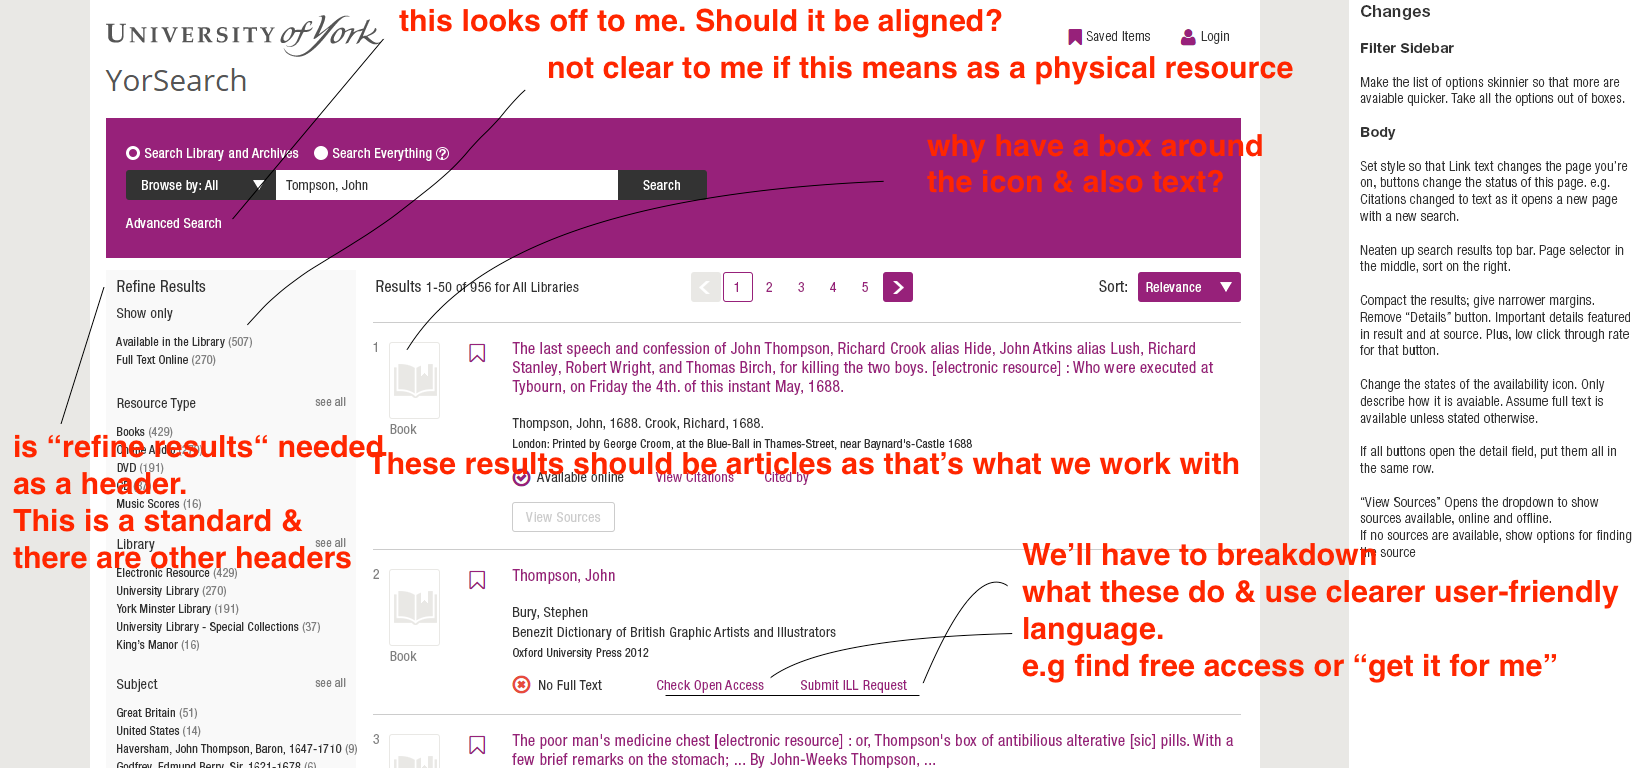 this looks off to me. Should it be aligned?
UNIVERSITY of York
Saved Items
Login
YorSearch
not clear to me if this means as a physical resource
Search Library and Archives
Search Everything ?
why have a box around
the icon & also text?
Browse by: All
Tompson, John
Search
Advanced Search
Refine Results
Show only
Available in the Library (507)
Full Text Online (270)
Resource Type see all
Books (429)
Online Audio (270)
DVD (191)
Music Scores (16)
is “refine results“ needed
as a header.
This is a standard &
there are other headers
Library see all
Electronic Resource (429)
University Library (270)
York Minster Library (191)
University Library - Special Collections (37)
King's Manor (16)
Subject see all
Great Britain (51)
United States (14)
Haversham, John Thompson, Baron, 1647-1710 (9)
Godfrey, Edmund Berry, Sir, 1621-1678 (6)
Results 1-50 of 956 for All Libraries
1 2 3 4 5
Sort: Relevance
1
Book
The last speech and confession of John Thompson, Richard Crook alias Hide, John Atkins alias Lush, Richard
Stanley, Robert Wright, and Thomas Birch, for killing the two boys. [electronic resource] : Who were executed at
Tybourn, on Friday the 4th. of this instant May, 1688.
Thompson, John, 1688. Crook, Richard, 1688.
London: Printed by George Croom, at the Blue-Ball in Thames-Street, near Baynard's-Castle 1688
These results should be articles as that’s what we work with
Available online View Citations Cited by
View Sources
2
Book
Thompson, John
Bury, Stephen
Benezit Dictionary of British Graphic Artists and Illustrators
Oxford University Press 2012
No Full Text Check Open Access Submit ILL Request
We’ll have to breakdown
what these do & use clearer user-friendly
language.
e.g find free access or “get it for me”
3
The poor man's medicine chest [electronic resource] : or, Thompson's box of antibilious alterative [sic] pills. With a
few brief remarks on the stomach; ... By John-Weeks Thompson, ...
Changes
Filter Sidebar
Make the list of options skinnier so that more are
avaiable quicker. Take all the options out of boxes.
Body
Set style so that Link text changes the page you're
on, buttons change the status of this page. e.g.
Citations changed to text as it opens a new page
with a new search.
Neaten up search results top bar. Page selector in
the middle, sort on the right.
Compact the results; give narrower margins.
Remove “Details” button. Important details featured
in result and at source. Plus, low click through rate
for that button.
Change the states of the availability icon. Only
describe how it is avaiable. Assume full text is
available unless stated otherwise.
If all buttons open the detail field, put them all in
the same row.
“View Sources” Opens the dropdown to show
sources available, online and offline.
If no sources are available, show options for finding
the source